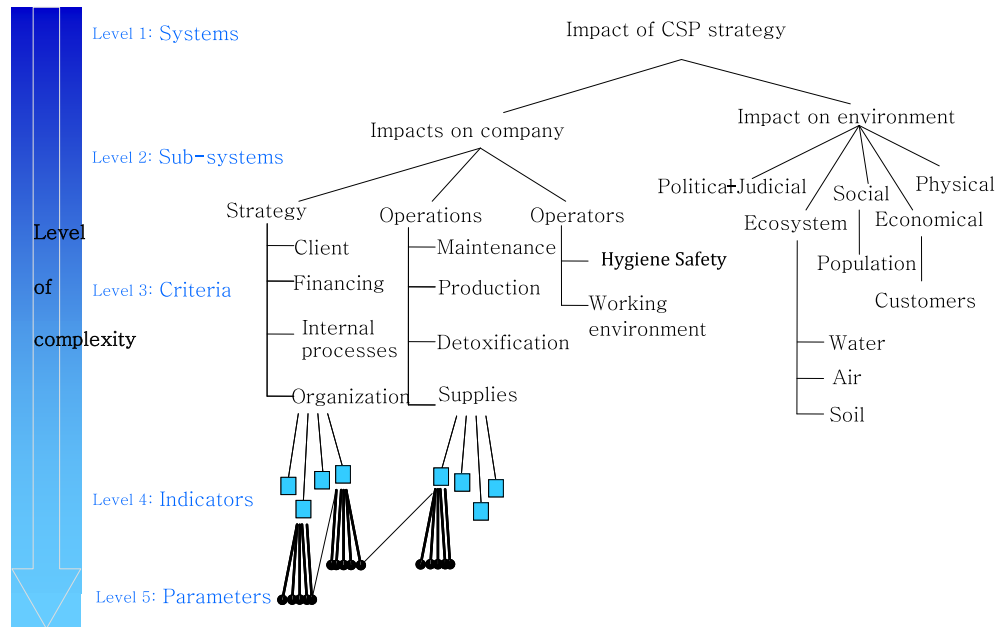 Impact of CSP strategy
Level 1: Systems
Impacts on company
Impact on environment
Level 2: Sub-systems
Strategy
Operations
Operators
Politica-Judicial
Social
Physical
Ecosystem
Economical
Population
Customers
Level
of
complexity
Level 3: Criteria
Client
Financing
Internal
processes
Organization
Maintenance
Production
Detoxification
Supplies
Hygiene Safety
Working
environment
Water
Air
Soil
Level 4: Indicators
Level 5: Parameters